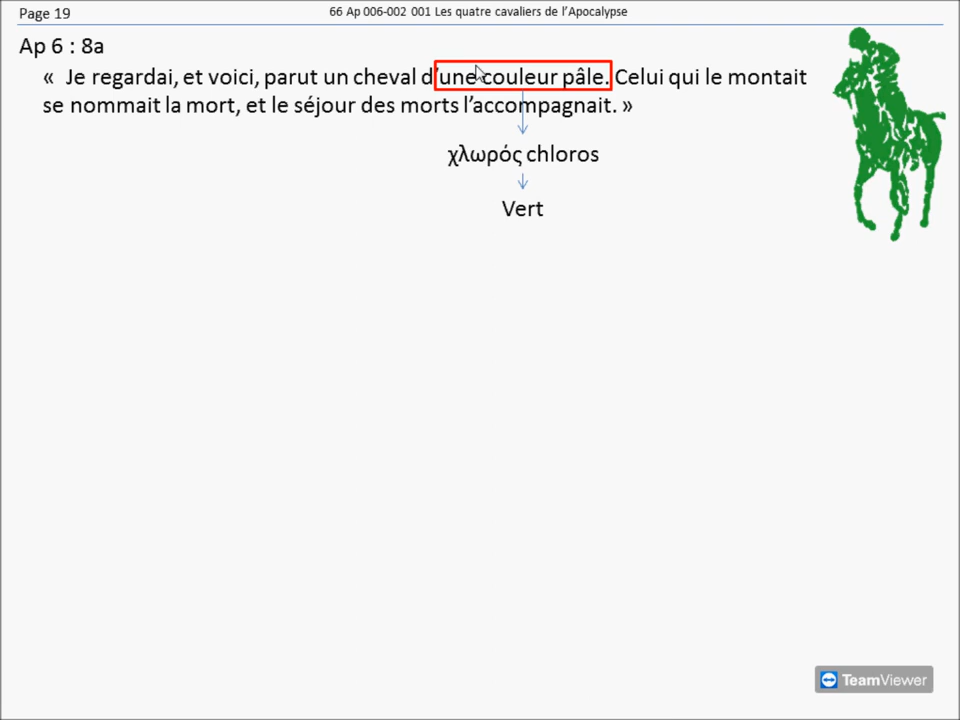 Page 19
66 Ap 006-002 001 Les quatre cavaliers de l’Apocalypse
Ap 6 : 8a
« Je regardai, et voici, parut un cheval d’une couleur pâle. Celui qui le montait
se nommait la mort, et le séjour des morts l’accompagnait. »
χλωρός chloros
Vert
TeamViewer